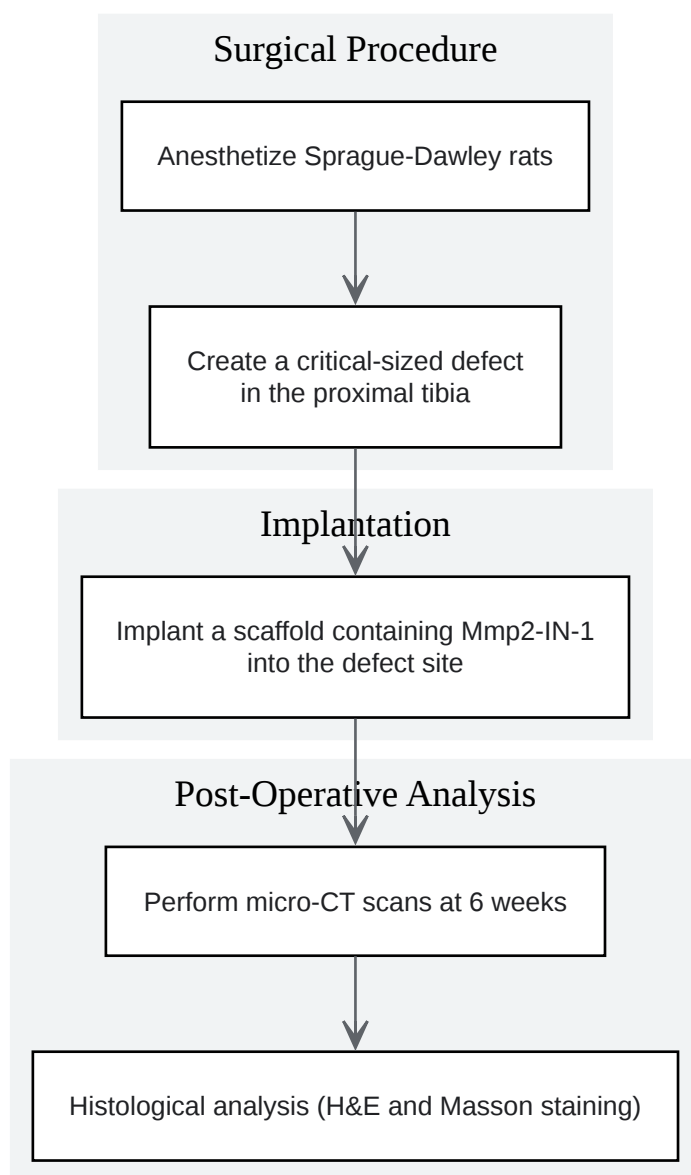 Surgical Procedure
Anesthetize Sprague-Dawley rats
Create a critical-sized defect
in the proximal tibia
Implantation
Implant a scaffold containing Mmp2-IN-1
into the defect site
Post-Operative Analysis
Perform micro-CT scans at 6 weeks
Histological analysis (H&E and Masson staining)